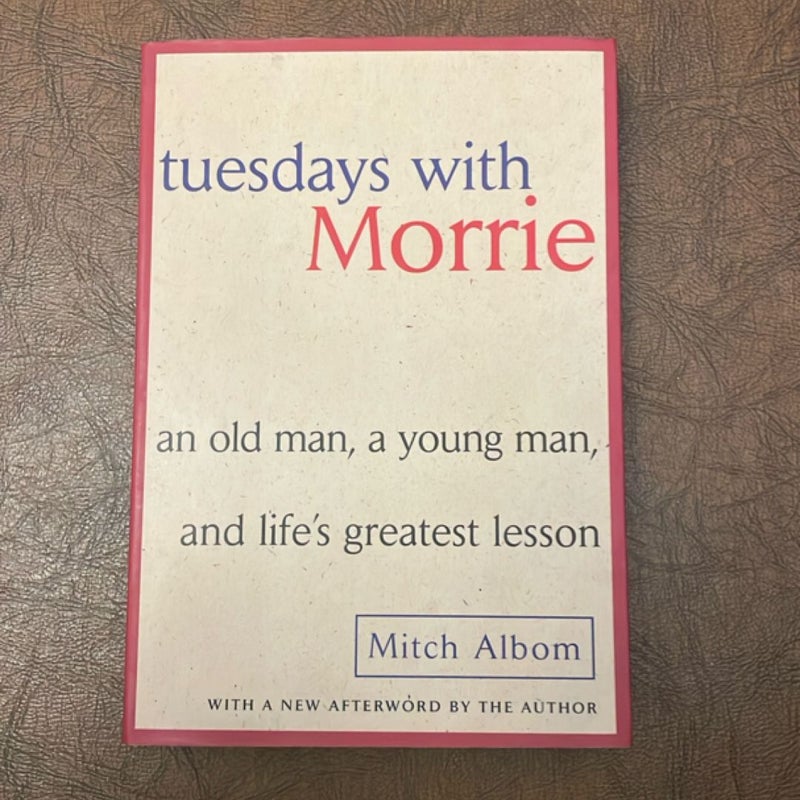 tuesdays with
Morrie
an old man, a young man,
and life's greatest lesson
Mitch Albom
WITH A NEW AFTERWORD BY THE AUTHOR